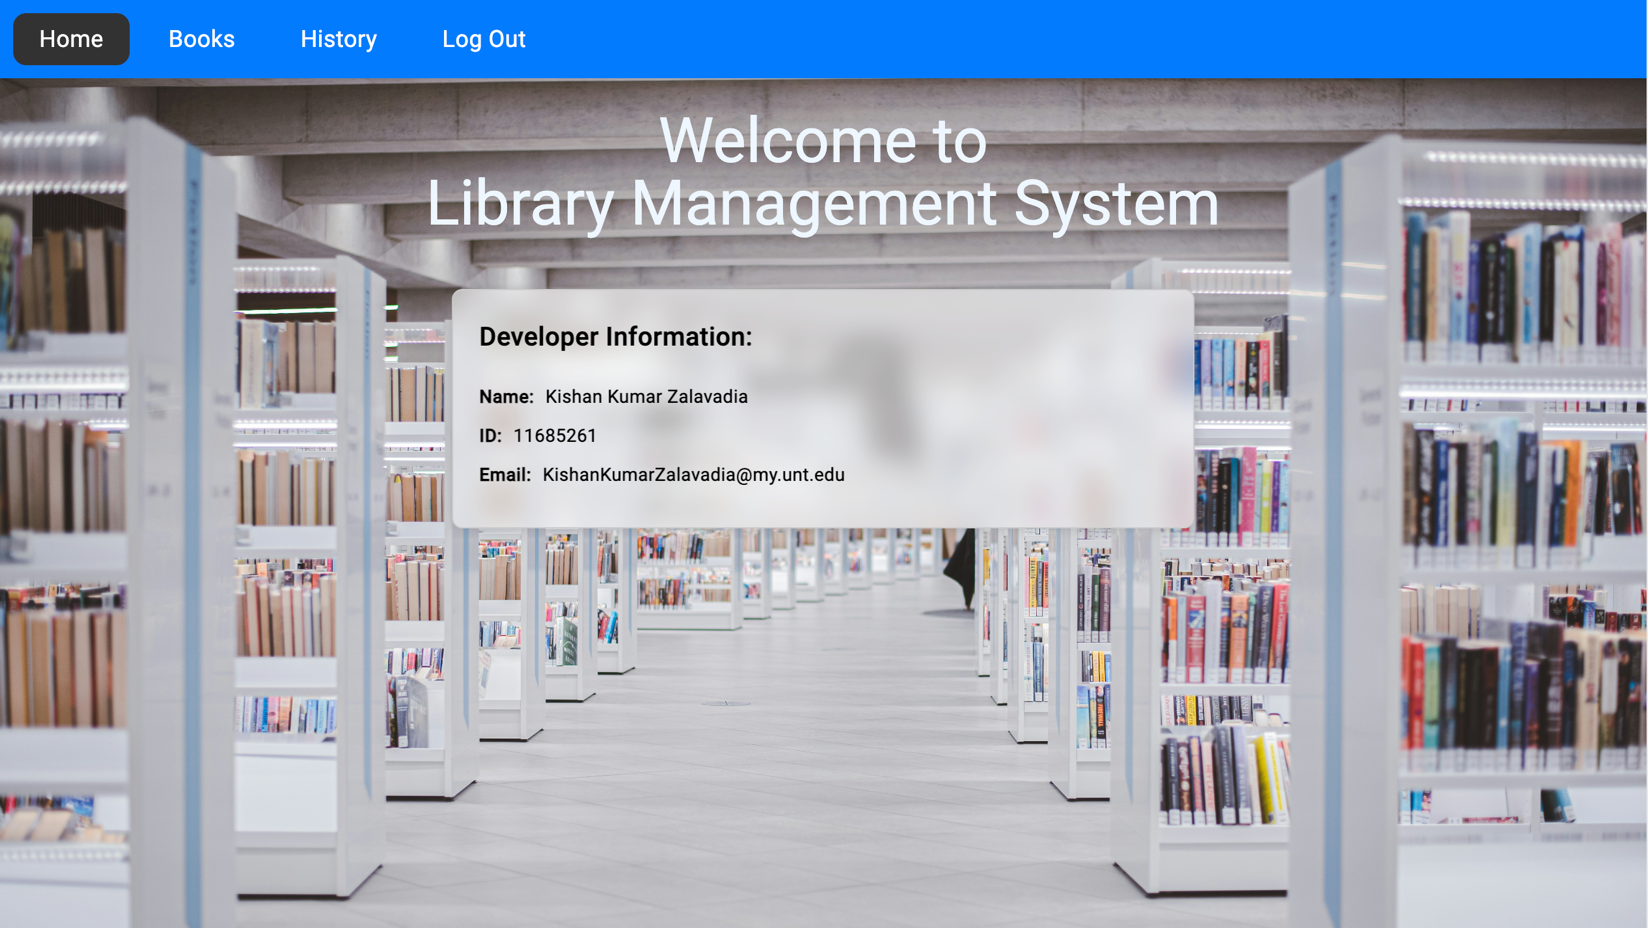 Home Books History Log Out
Welcome to
Library Management System
Developer Information:
Name: Kishan Kumar Zalavadia
ID: 11685261
Email: KishanKumarZalavadia@my.unt.edu